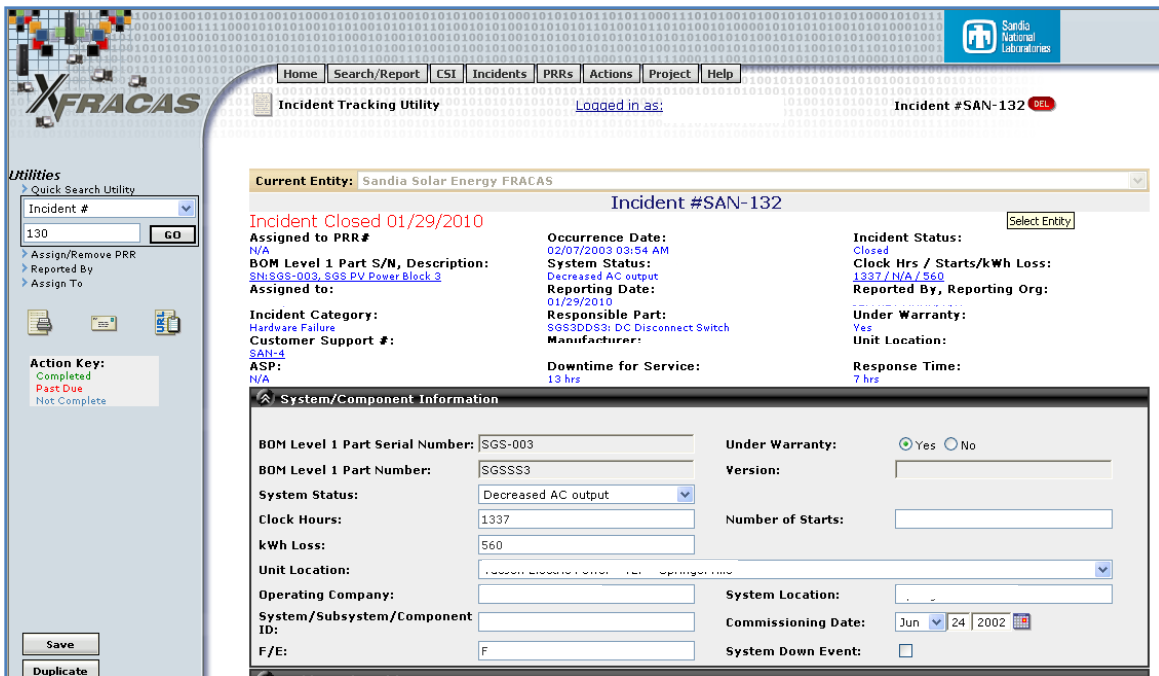 Sandia
National
Laboratories
Home Search/Report CSI Incidents PRRs Actions Project Help
XFRACAS
Incident Tracking Utility Logged in as: Incident #SAN-132 DEL
Utilities
Quick Search Utility
Incident #
130 GO
Assign/Remove PRR
Reported By
Assign To
URL
Action Key:
Completed
Past Due
Not Complete
Save
Duplicate
Current Entity: Sandia Solar Energy FRACAS
Incident #SAN-132
Select Entity
Incident Closed 01/29/2010
Assigned to PRR# Occurrence Date: Incident Status:
N/A 02/07/2003 03:54 AM Closed
BOM Level 1 Part S/N, Description: System Status: Clock Hrs / Starts/kWh Loss:
SN:SGS-003, SGS PV Power Block 3 Decreased AC output 1337 / N/A / 560
Assigned to: Reporting Date: Reported By, Reporting Org:
01/29/2010
Incident Category: Responsible Part: Under Warranty:
Hardware Failure SGS3DDS3: DC Disconnect Switch Yes
Customer Support #: Manufacturer: Unit Location:
SAN-4
ASP: Downtime for Service: Response Time:
N/A 13 hrs 7 hrs
System/Component Information
BOM Level 1 Part Serial Number: SGS-003 Under Warranty: Yes No
BOM Level 1 Part Number: SGSSS3 Version:
System Status: Decreased AC output
Clock Hours: 1337 Number of Starts:
kWh Loss: 560
Unit Location:
Operating Company: System Location:
System/Subsystem/Component
ID: Commissioning Date: Jun 24 2002
F/E: F System Down Event: